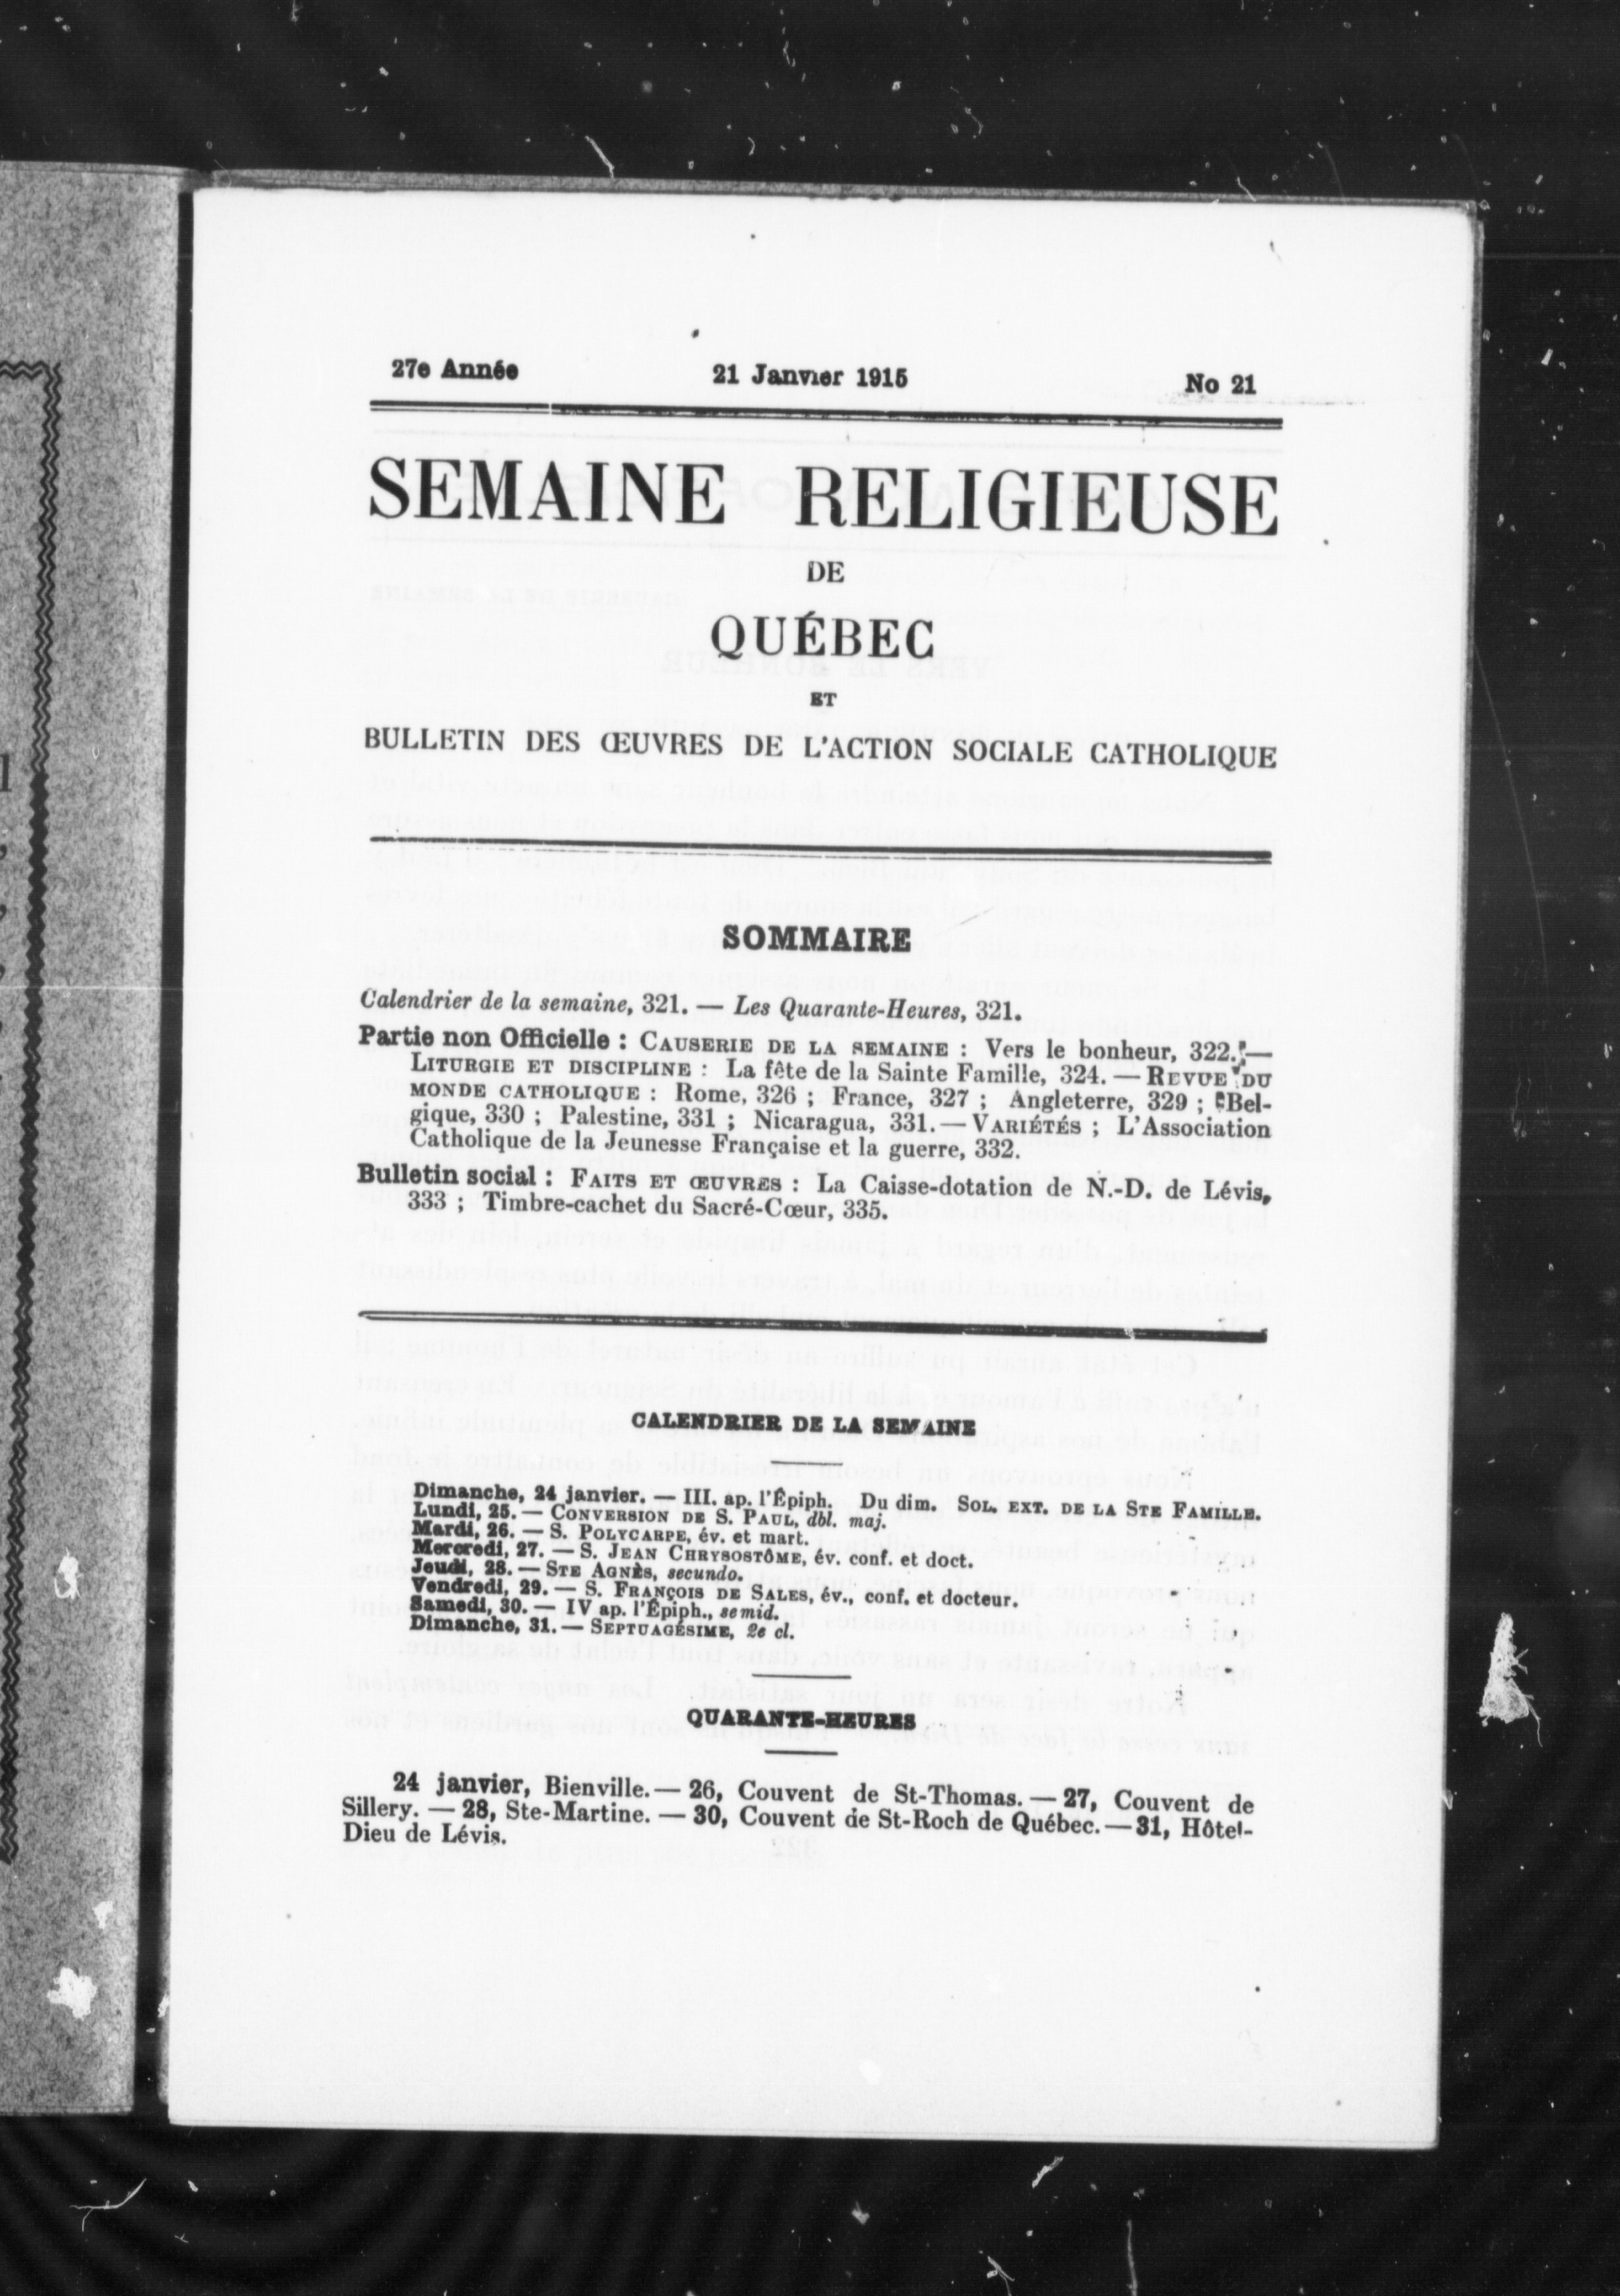 27e Année 21 Janvier 1915 No 21
SEMAINE RELIGIEUSE
DE
QUÉBEC
ET
BULLETIN DES ŒUVRES DE L'ACTION SOCIALE CATHOLIQUE
SOMMAIRE
Calendrier de la semaine, 321. — Les Quarante-Heures, 321.
Partie non Officielle : CAUSERIE DE LA SEMAINE : Vers le bonheur, 322. —
LITURGIE ET DISCIPLINE : La fête de la Sainte Famille, 324. — REVUE DU
MONDE CATHOLIQUE : Rome, 326 ; France, 327 ; Angleterre, 329 ; Bel-
gique, 330 ; Palestine, 331 ; Nicaragua, 331. — VARIÉTÉS ; L'Association
Catholique de la Jeunesse Française et la guerre, 332.
Bulletin social : FAITS ET ŒUVRES : La Caisse-dotation de N.-D. de Lévis,
333 ; Timbre-cachet du Sacré-Cœur, 335.
CALENDRIER DE LA SEMAINE
Dimanche, 24 janvier. — III. ap. l'Épiph. Du dim. SOL. EXT. DE LA STE FAMILLE.
Lundi, 25. — CONVERSION DE S. PAUL, dbl. maj.
Mardi, 26. — S. POLYCARPE, év. et mart.
Mercredi, 27. — S. JEAN CHRYSOSTÔME, év. conf. et doct.
Jeudi, 28. — STE AGNÈS, secundo.
Vendredi, 29. — S. FRANÇOIS DE SALES, év., conf. et docteur.
Samedi, 30. — IV ap. l'Épiph., semid.
Dimanche, 31. — SEPTUAGÉSIME, 2e cl.
QUARANTE-HEURES
24 janvier, Bienville. — 26, Couvent de St-Thomas. — 27, Couvent de
Sillery. — 28, Ste-Martine. — 30, Couvent de St-Roch de Québec. — 31, Hôtel-
Dieu de Lévis.